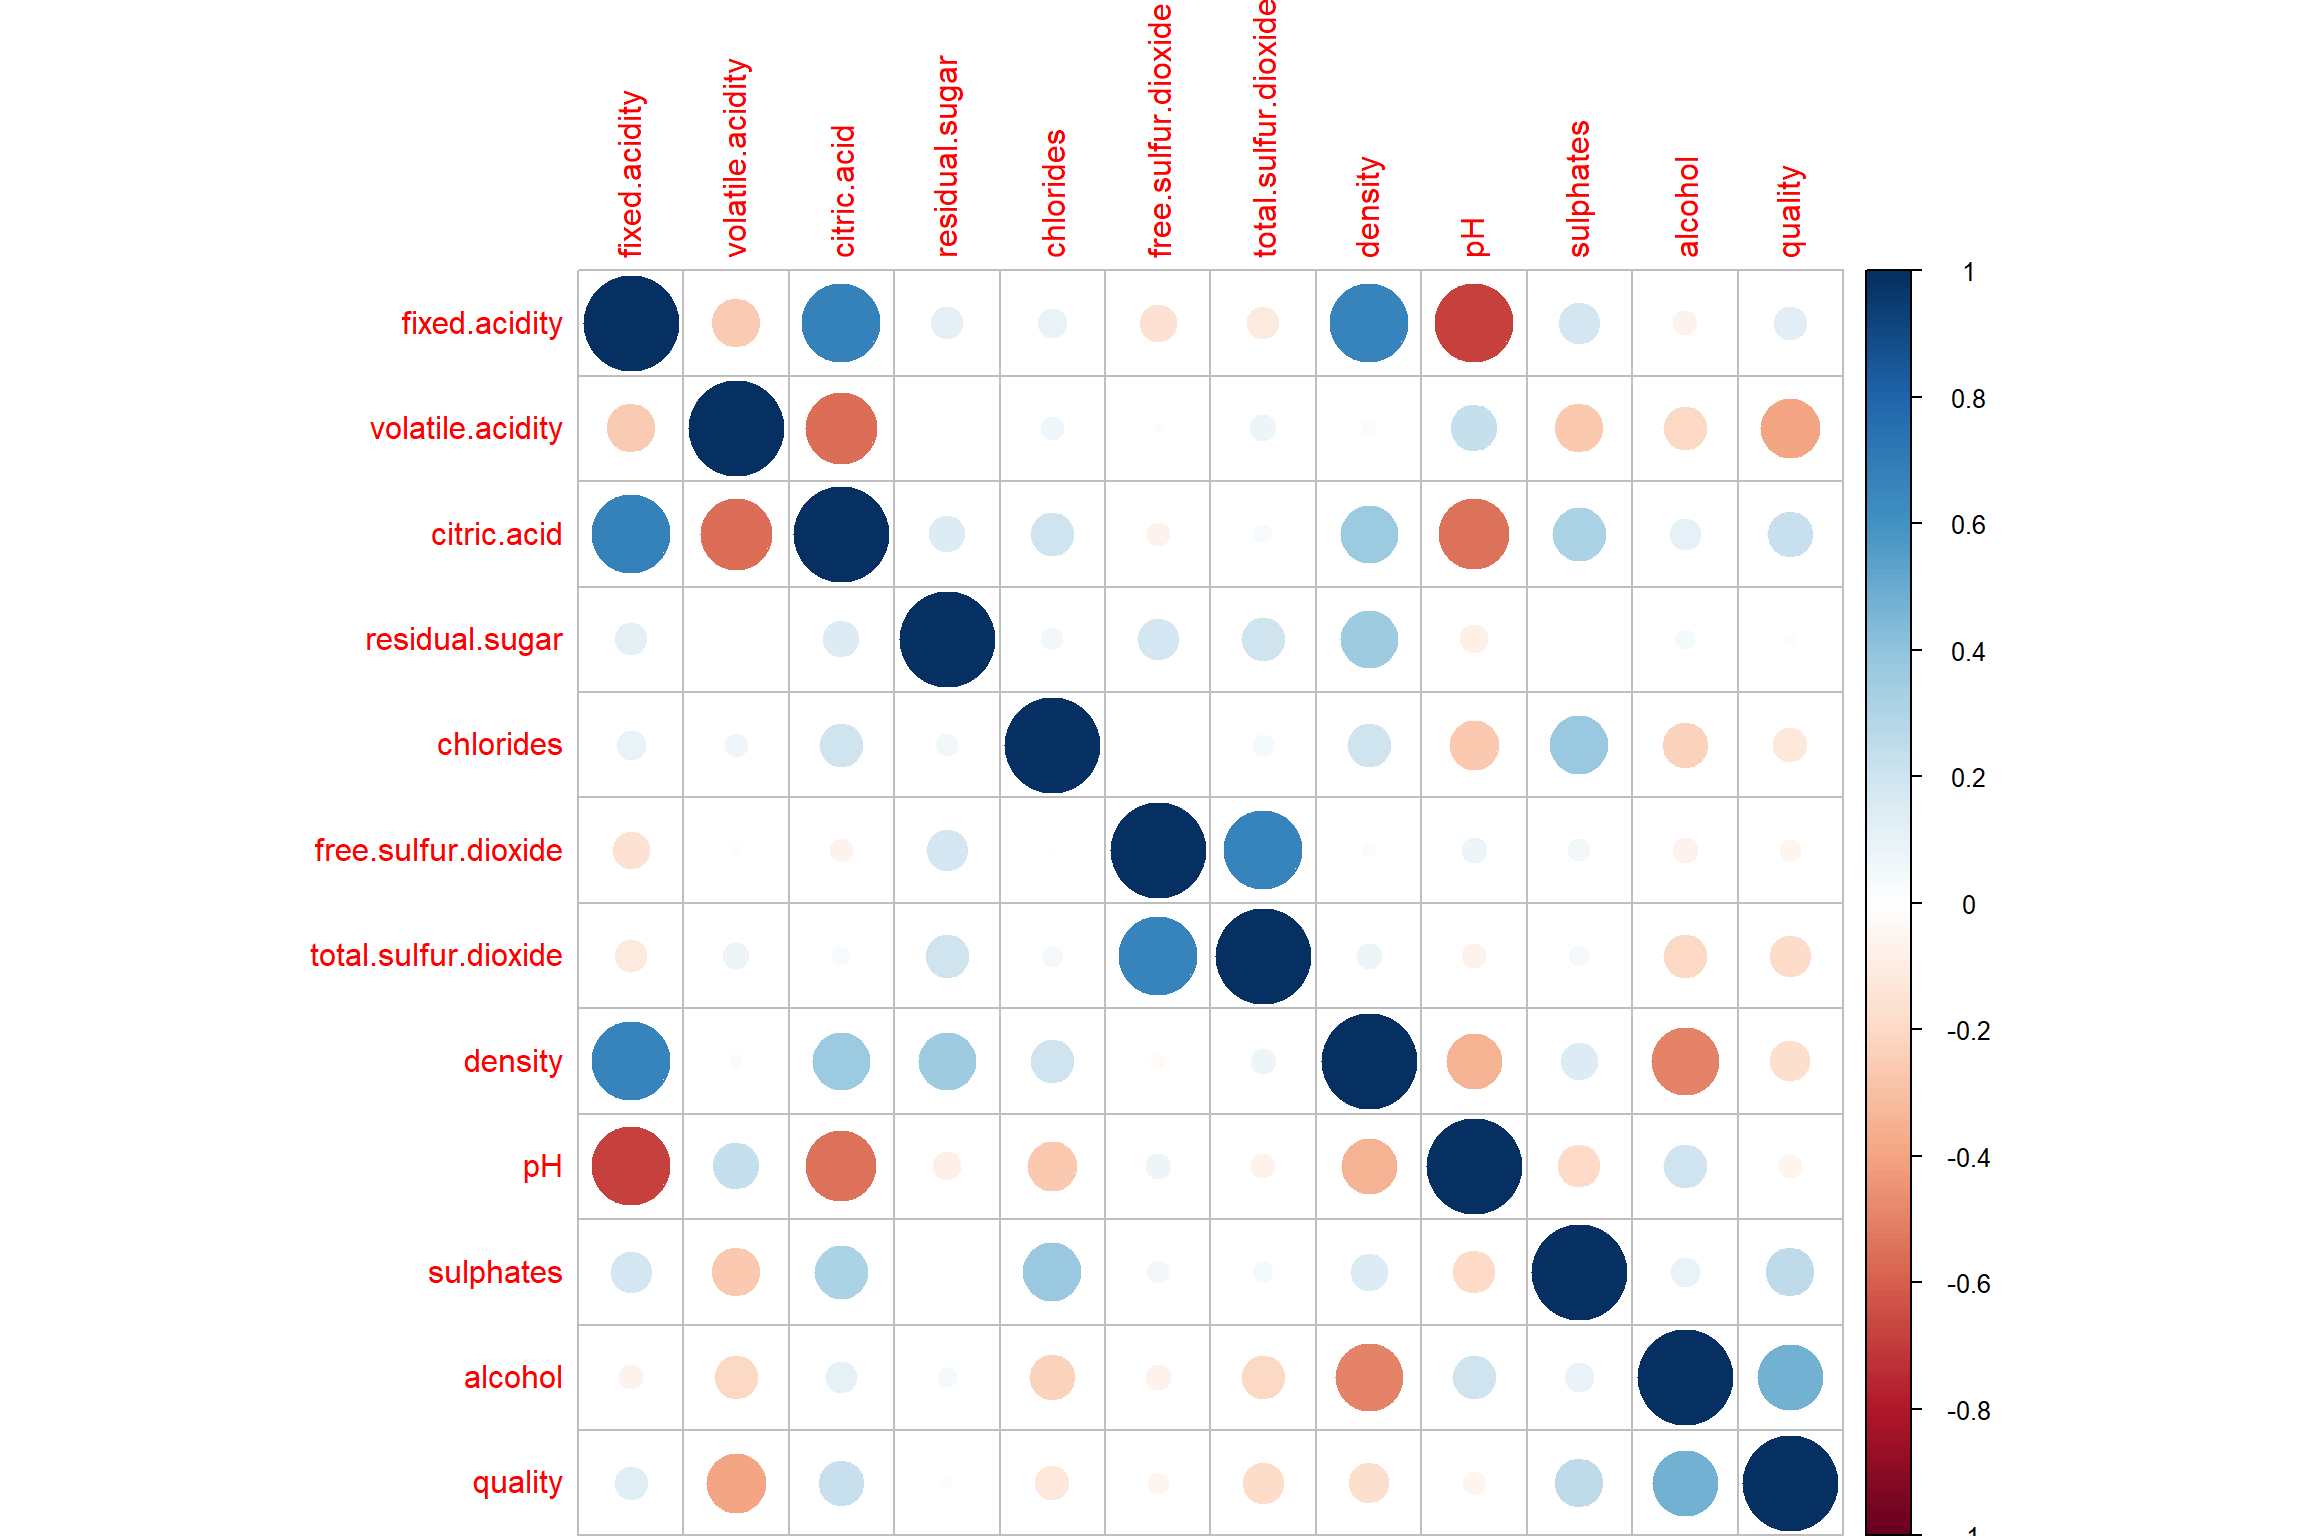 fixed.acidity
volatile.acidity
citric.acid
residual.sugar
chlorides
free.sulfur.dioxide
total.sulfur.dioxide
density
pH
sulphates
alcohol
quality
fixed.acidity
volatile.acidity
citric.acid
residual.sugar
chlorides
free.sulfur.dioxide
total.sulfur.dioxide
density
pH
sulphates
alcohol
quality
1
0.8
0.6
0.4
0.2
0
-0.2
-0.4
-0.6
-0.8
-1